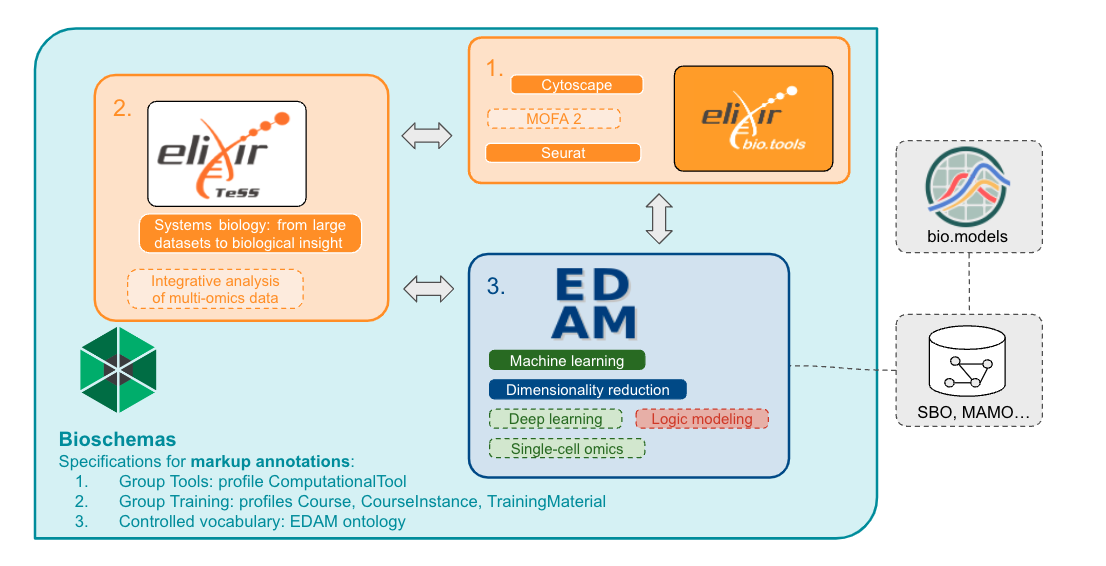 1.
Cytoscape
MOFA 2
Seurat
elixir
bio.tools
2.
elixir
TeSS
Systems biology: from large
datasets to biological insight
Integrative analysis
of multi-omics data
3.
ED
AM
Machine learning
Dimensionality reduction
Deep learning
Logic modeling
Single-cell omics
bio.models
SBO, MAMO...
Bioschemas
Specifications for markup annotations:
1. Group Tools: profile ComputationalTool
2. Group Training: profiles Course, CourseInstance, TrainingMaterial
3. Controlled vocabulary: EDAM ontology